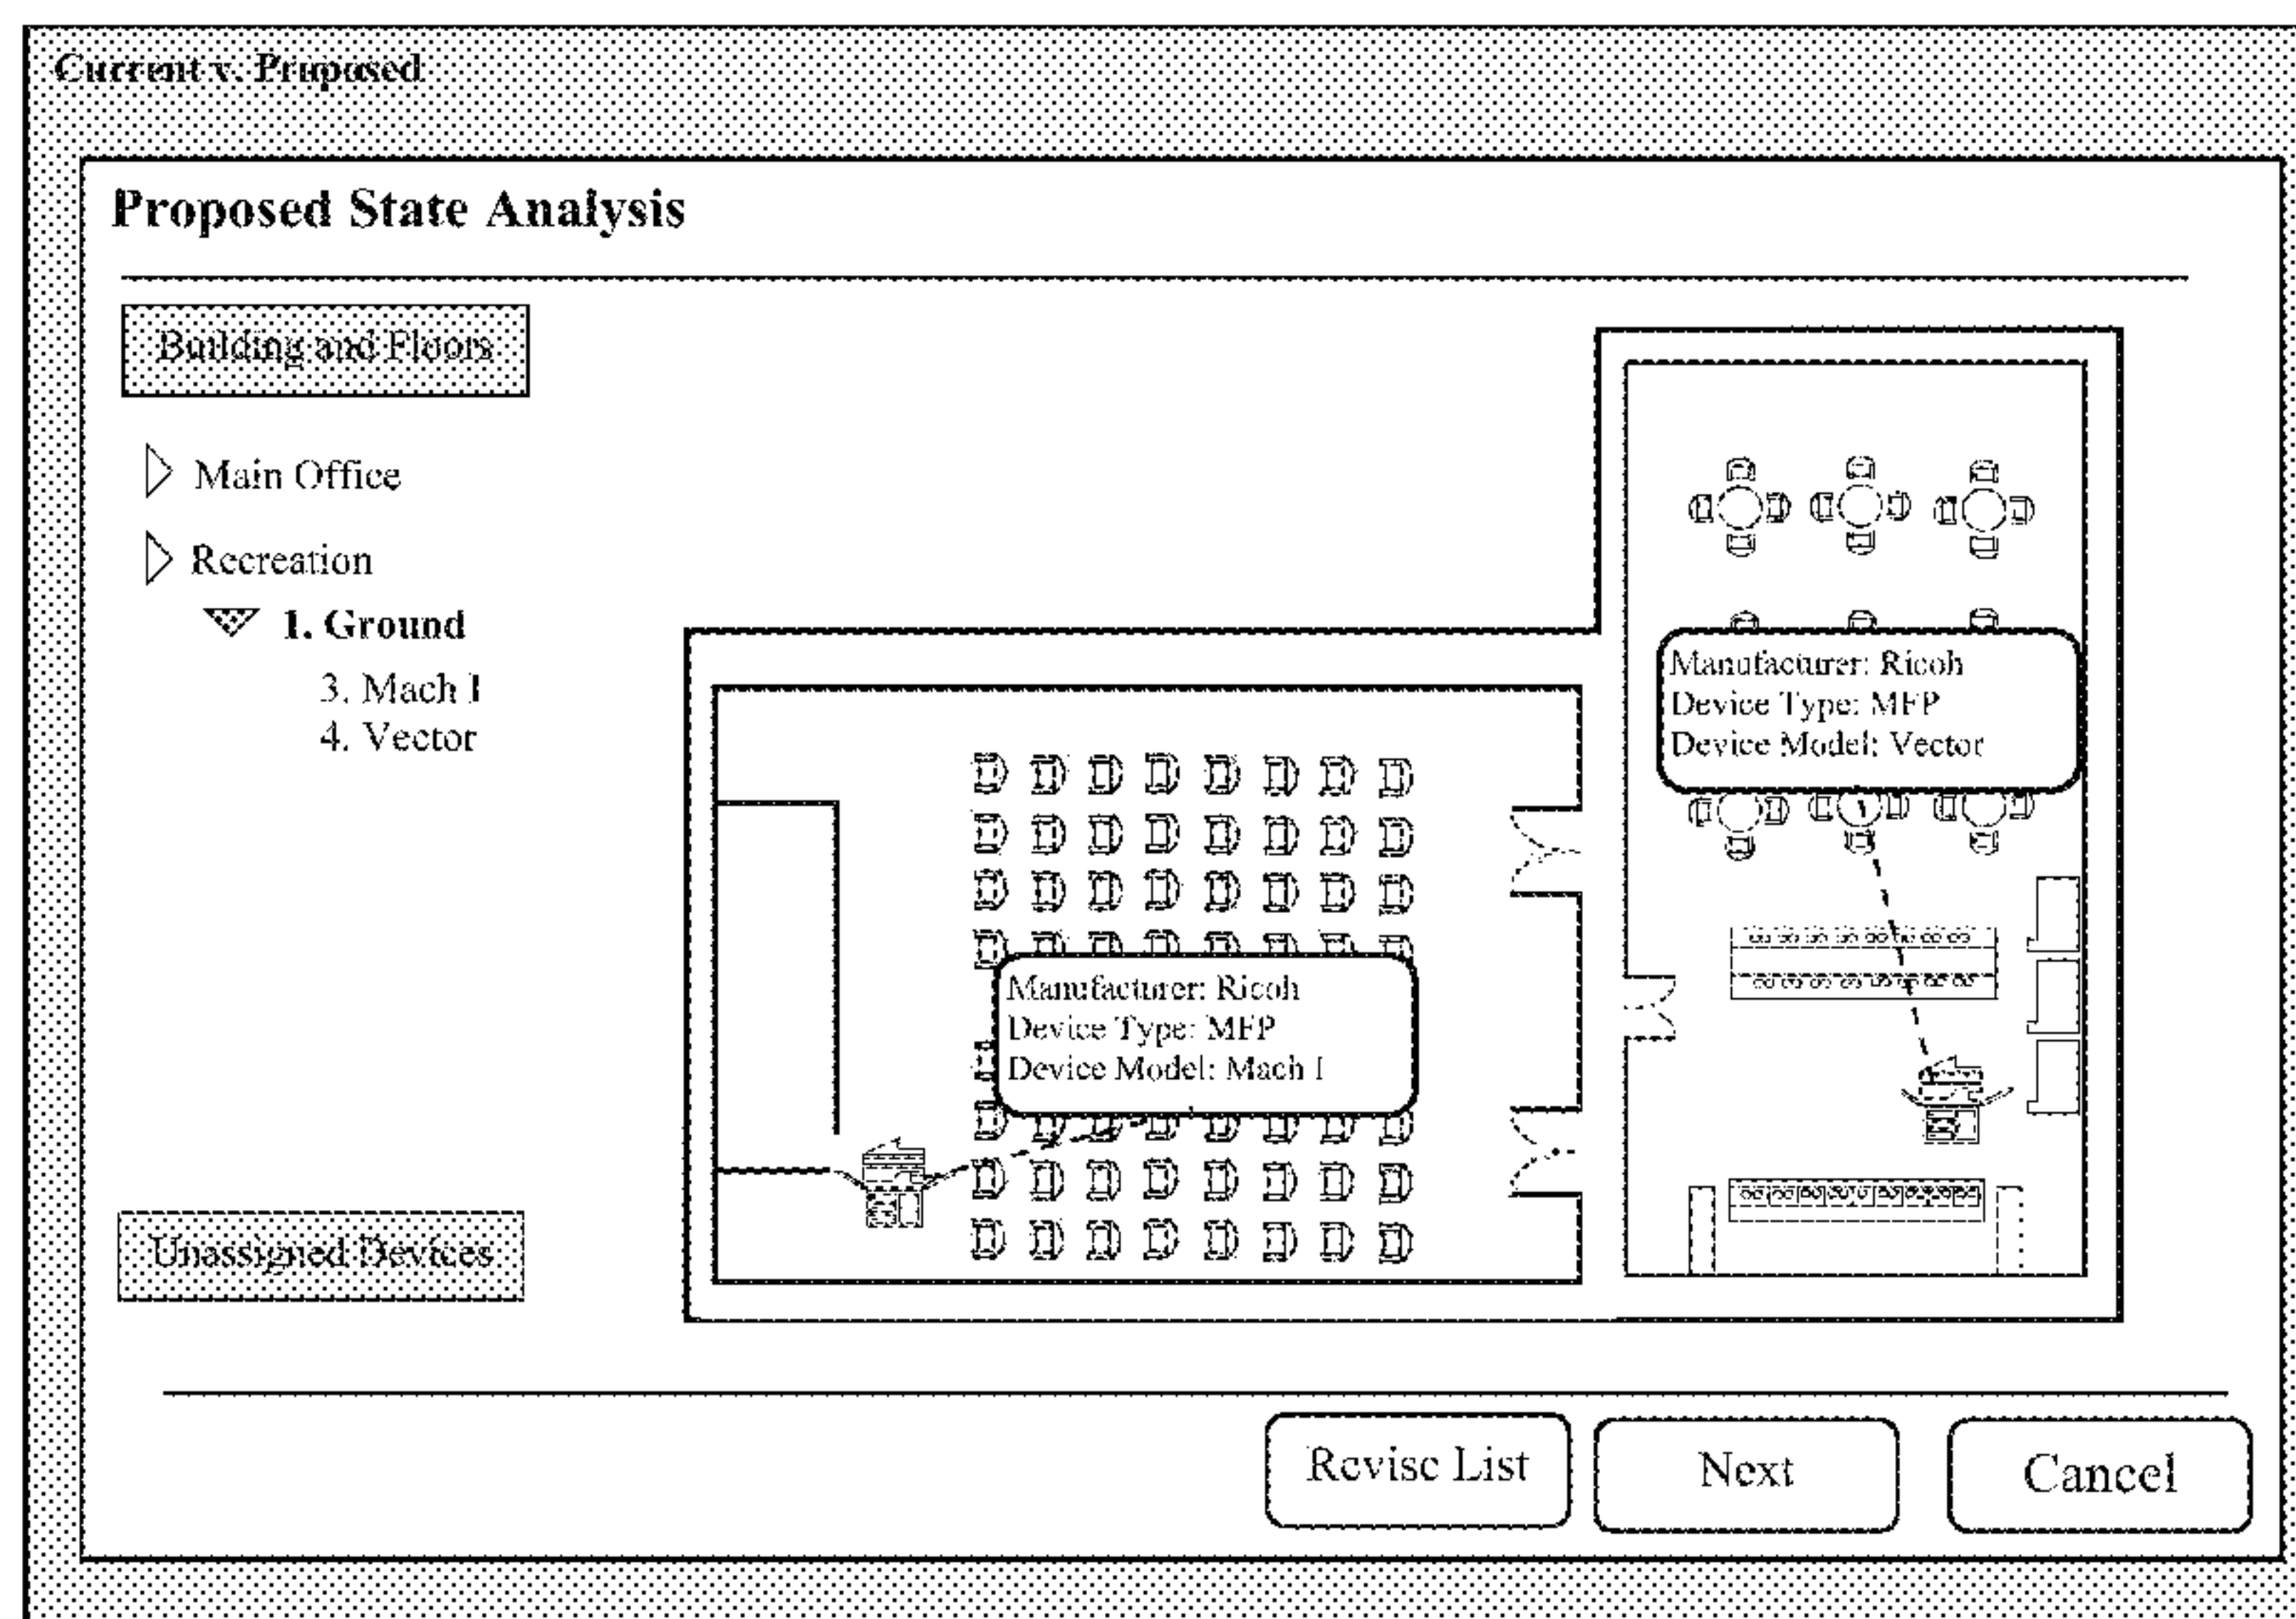 Current v. Proposed
Proposed State Analysis
Building and Floors
Main Office
Recreation
1. Ground
3. Mach I
4. Vector
Manufacturer: Ricoh
Device Type: MFP
Device Model: Vector
Manufacturer: Ricoh
Device Type: MFP
Device Model: Mach I
Unassigned Devices
Revise List
Next
Cancel